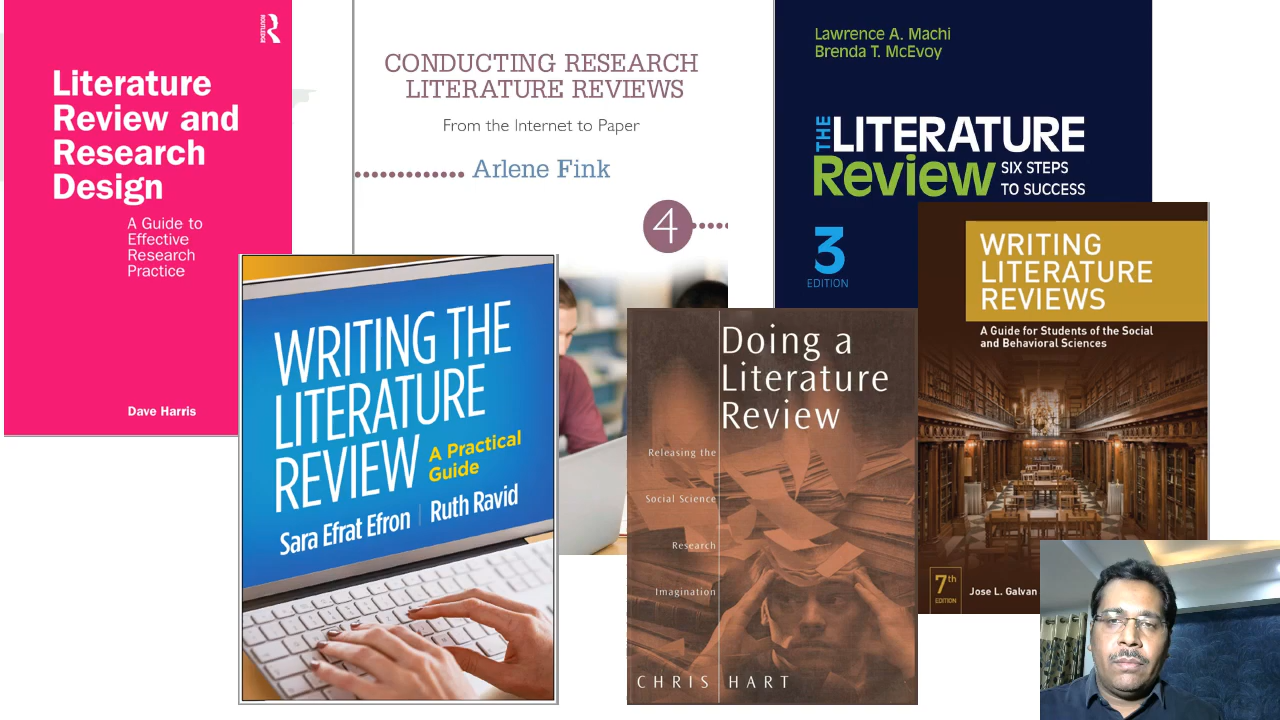 ROUTLEDGE
Literature
Review and
Research
Design
A Guide to
Effective
Research
Practice
Dave Harris
CONDUCTING RESEARCH
LITERATURE REVIEWS
From the Internet to Paper
Arlene Fink
4
Lawrence A. Machi
Brenda T. McEvoy
THE LITERATURE
Review SIX STEPS
TO SUCCESS
3
EDITION
WRITING THE
LITERATURE
REVIEW A Practical
Guide
Sara Efrat Efron | Ruth Ravid
Doing a
Literature
Review
Releasing the
Social Science
Research
Imagination
CHRIS HART
WRITING
LITERATURE
REVIEWS
A Guide for Students of the Social
and Behavioral Sciences
7th
EDITION
Jose L. Galvan